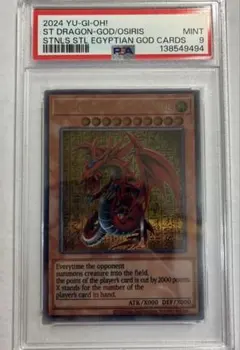 2024 YU-GI-OH!
ST DRAGON-GOD/OSIRIS
MINT
STNLS STL EGYPTIAN GOD CARDS
9
PSA
138549494
Everytime the opponent
summons creature into the field,
the point of the player's card is cut by 2000 points.
X stands for the number of the
player's card in hand.
ATK/X000 DEF/X000